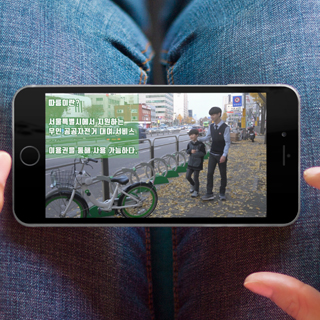 따릉이란?
서울특별시에서 지원하는
무인 공공자전거 대여 서비스
이용권을 통해 사용 가능하다.